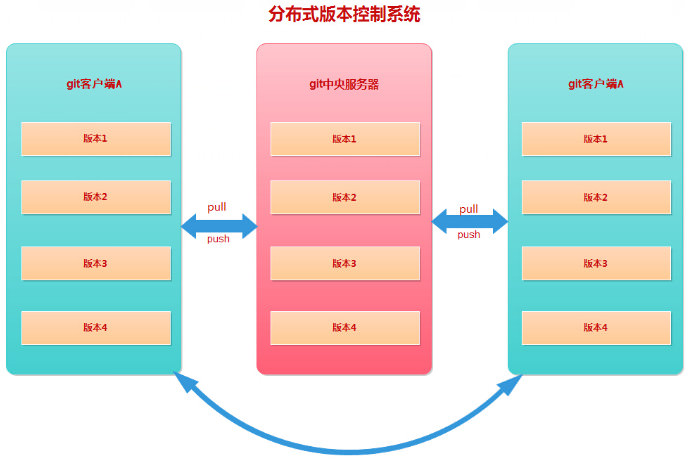 分布式版本控制系统
git客户端A
版本1
版本2
版本3
版本4
pull
push
git中央服务器
版本1
版本2
版本3
版本4
pull
push
git客户端A
版本1
版本2
版本3
版本4